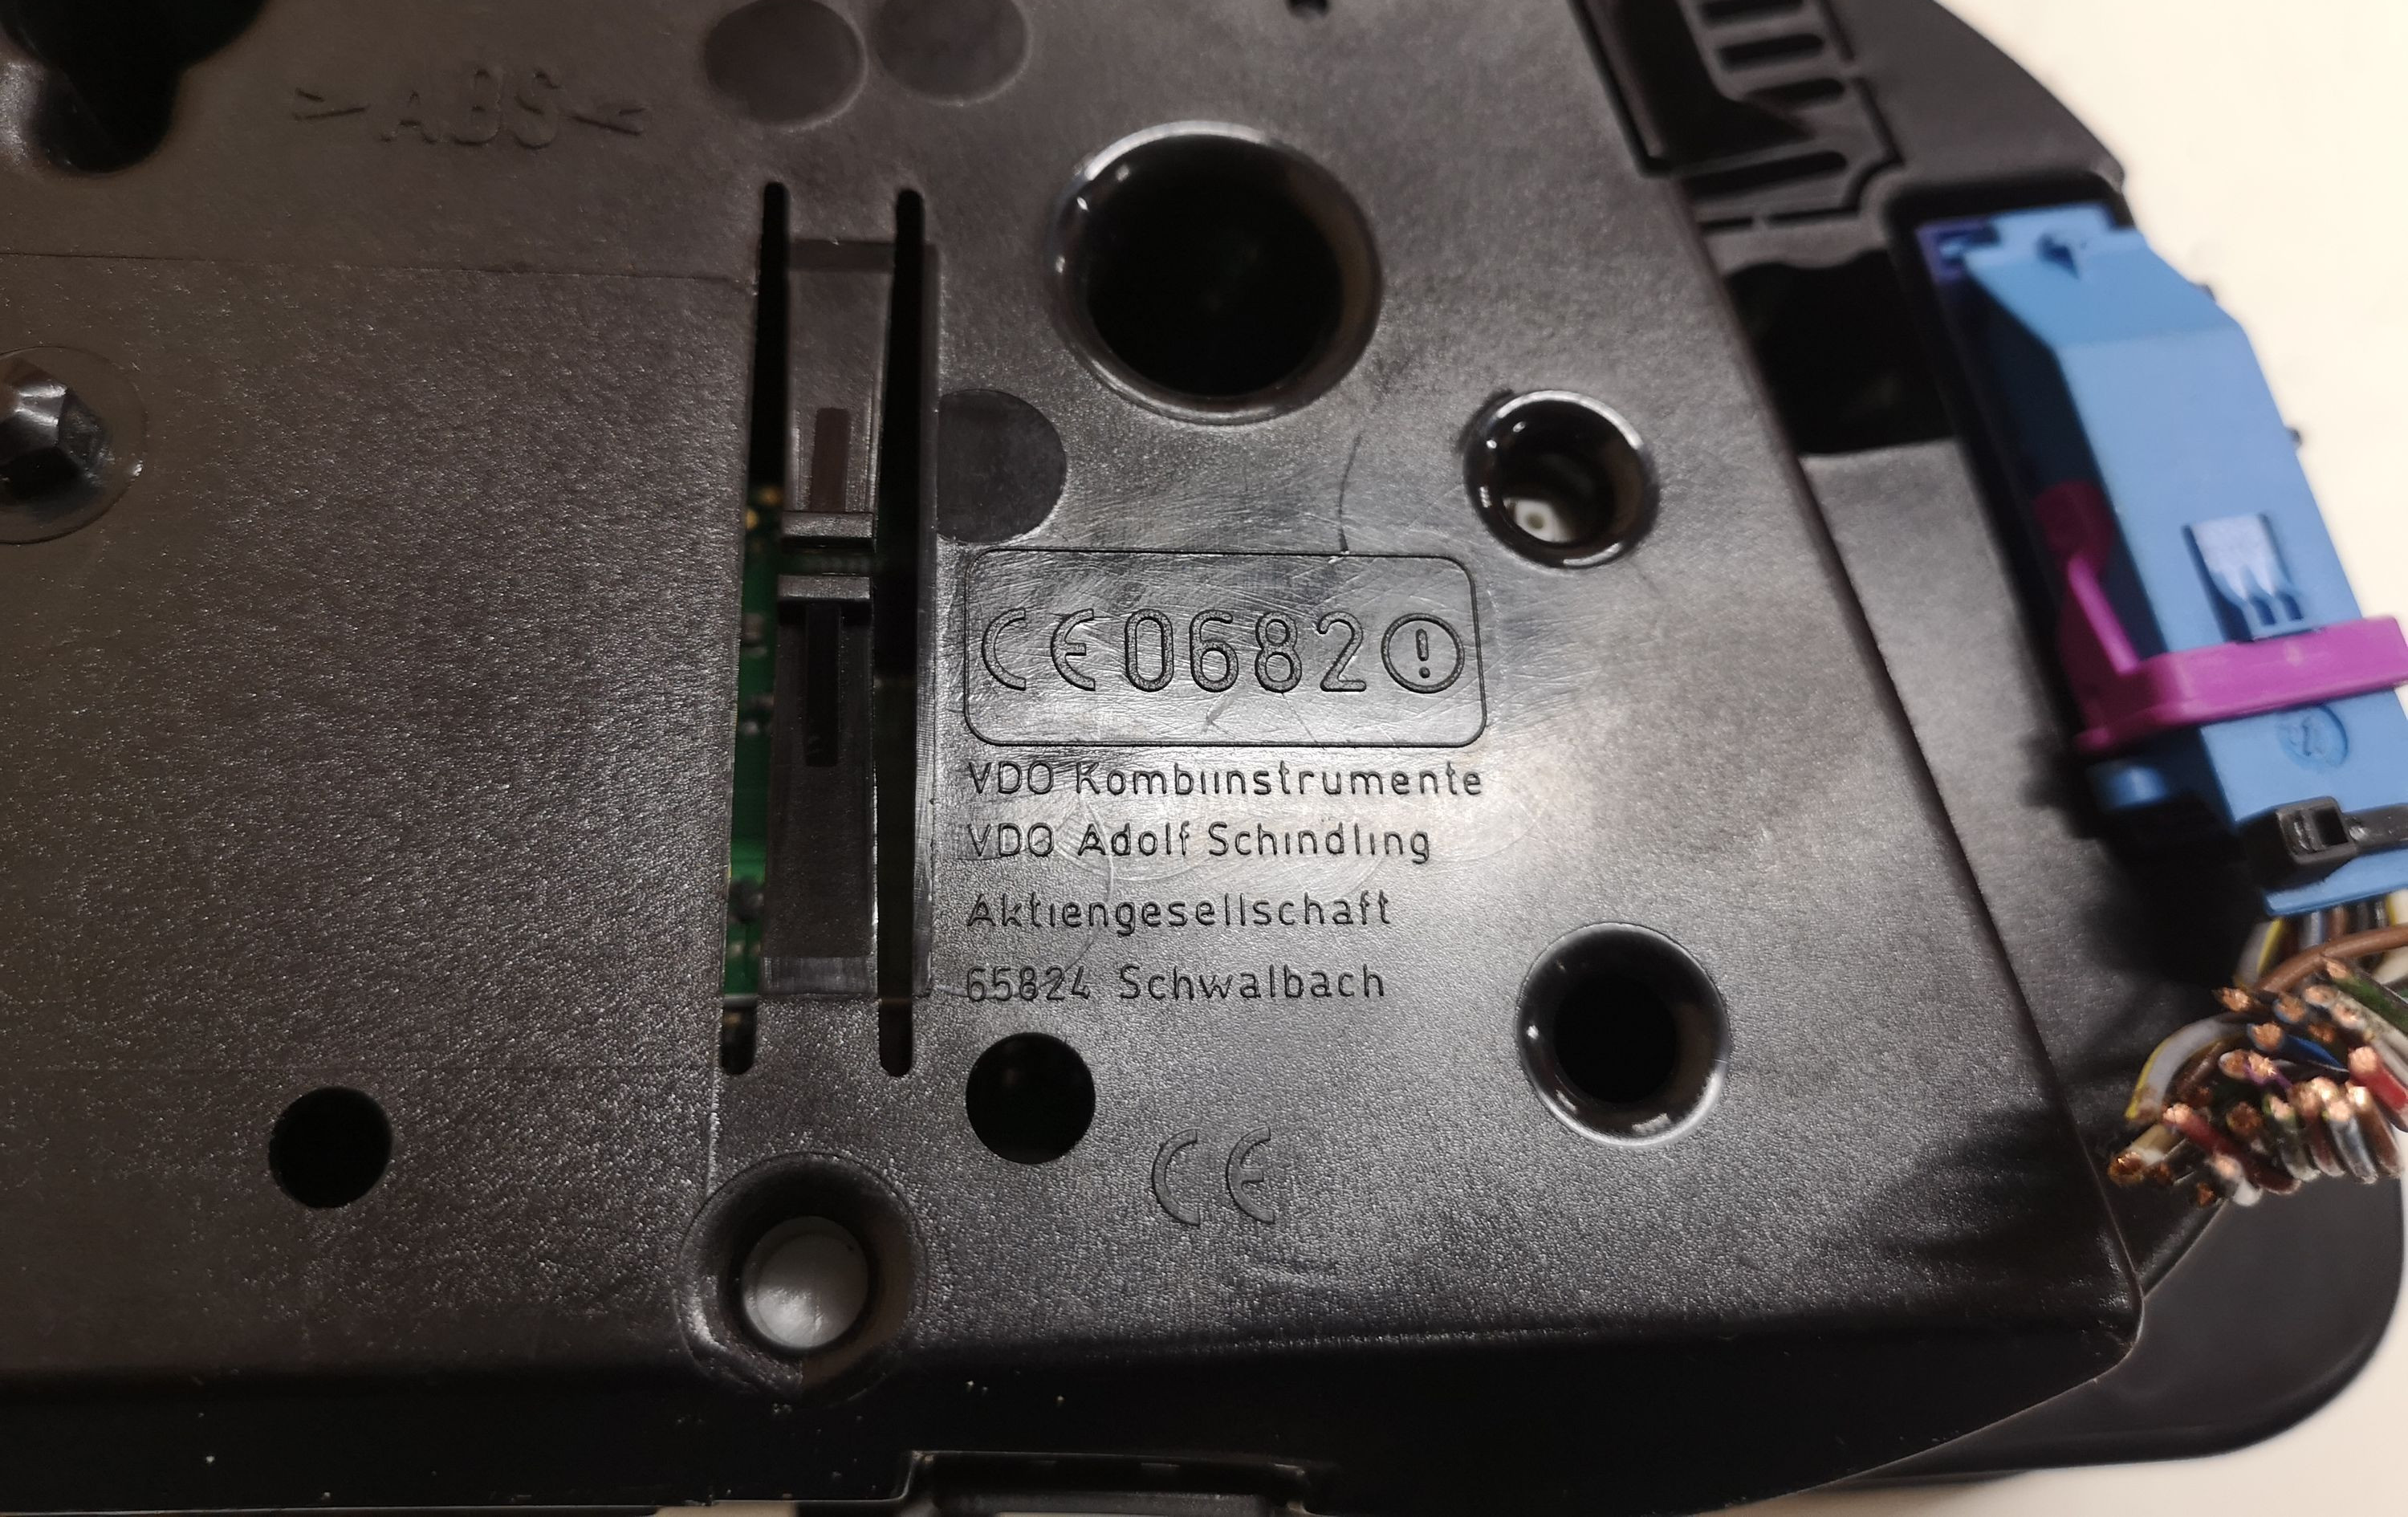 >ABS<
CE0682!
VDO Kombiinstrumente
VDO Adolf Schindling
Aktiengesellschaft
65824 Schwalbach
CE